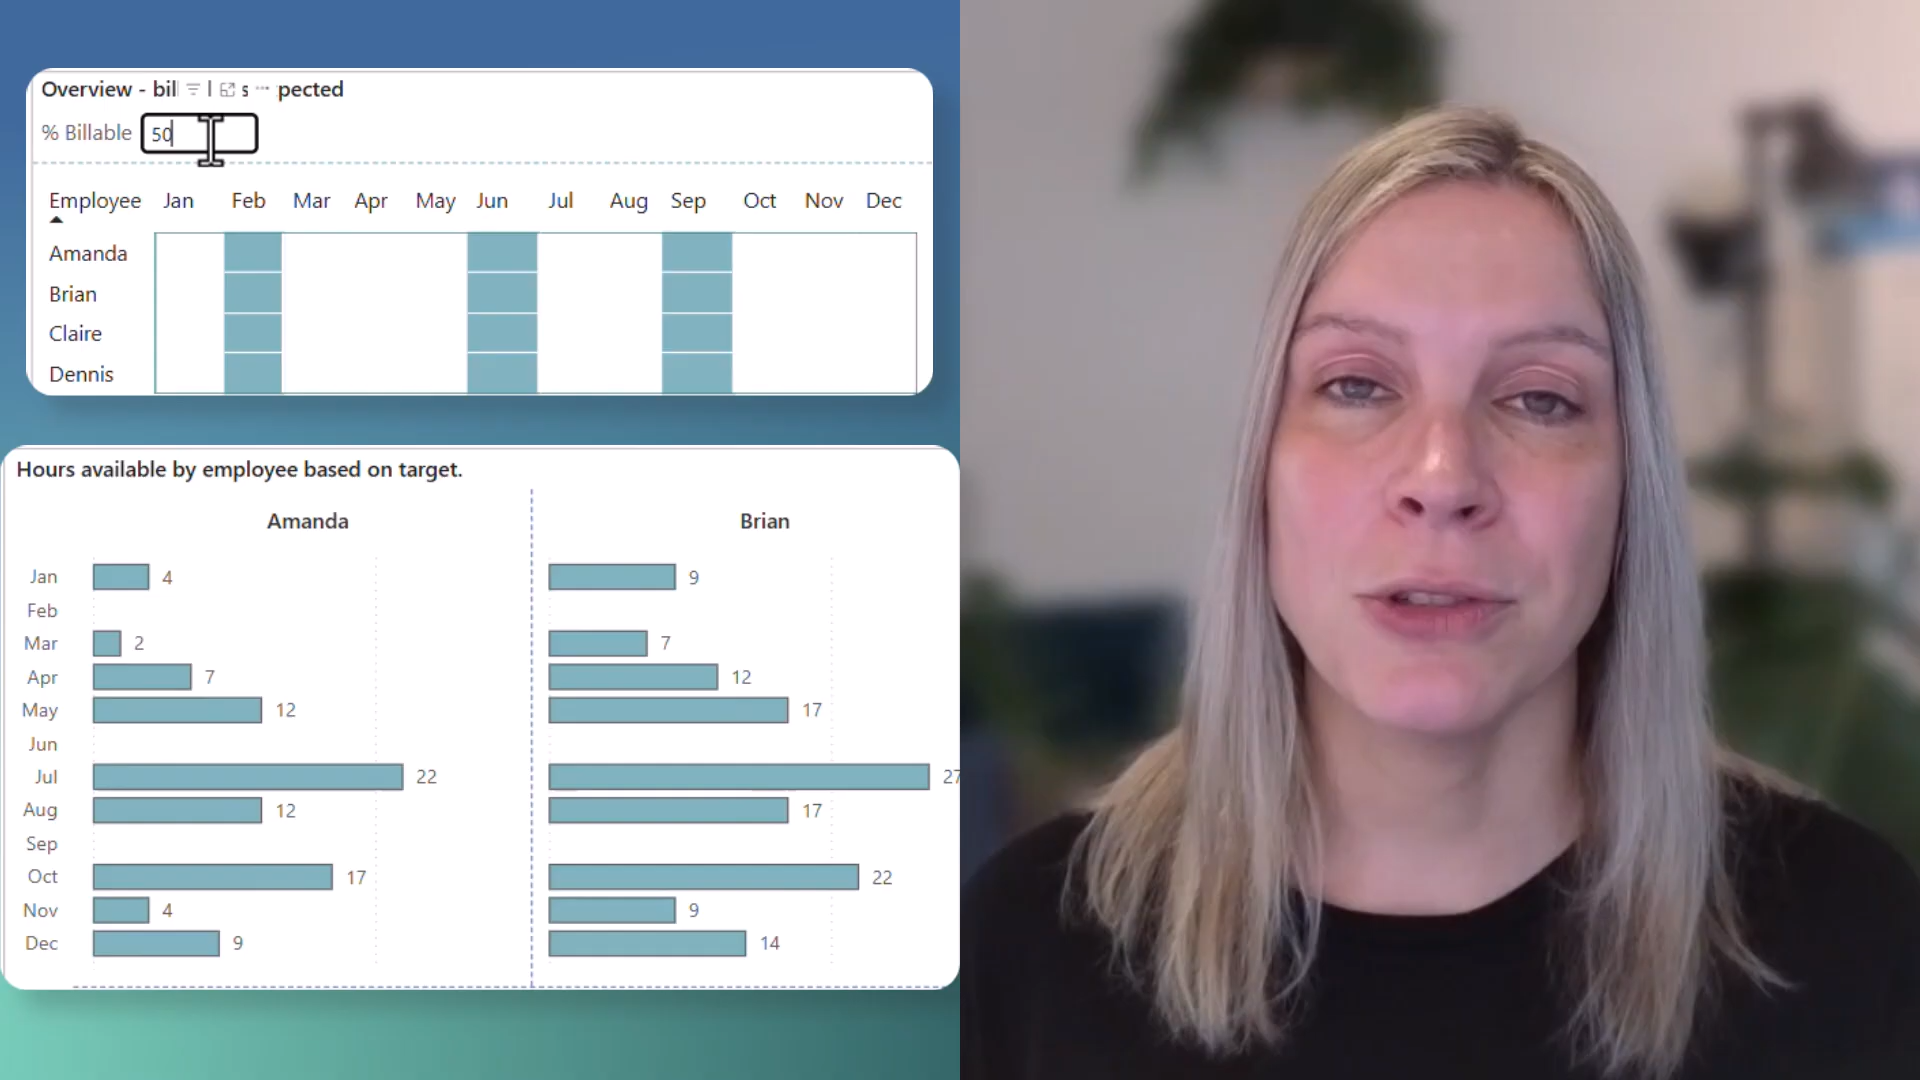 Overview - bil l s pected
% Billable 50
Employee Jan Feb Mar Apr May Jun Jul Aug Sep Oct Nov Dec
Amanda
Brian
Claire
Dennis
Hours available by employee based on target.
Amanda Brian
Jan 4 9
Feb
Mar 2 7
Apr 7 12
May 12 17
Jun
Jul 22 27
Aug 12 17
Sep
Oct 17 22
Nov 4 9
Dec 9 14